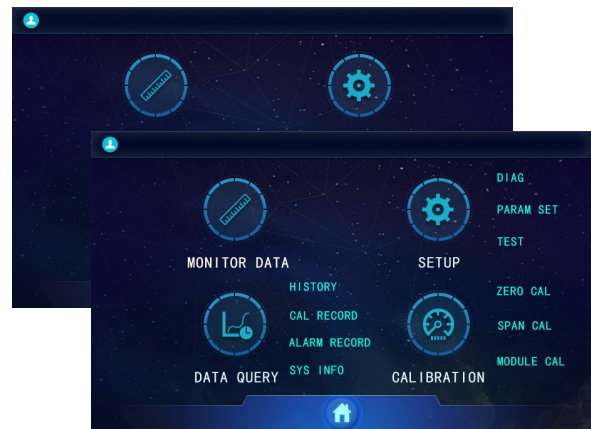 MONITOR DATA
SETUP
DIAG
PARAM SET
TEST
DATA QUERY
HISTORY
CAL RECORD
ALARM RECORD
SYS INFO
CALIBRATION
ZERO CAL
SPAN CAL
MODULE CAL